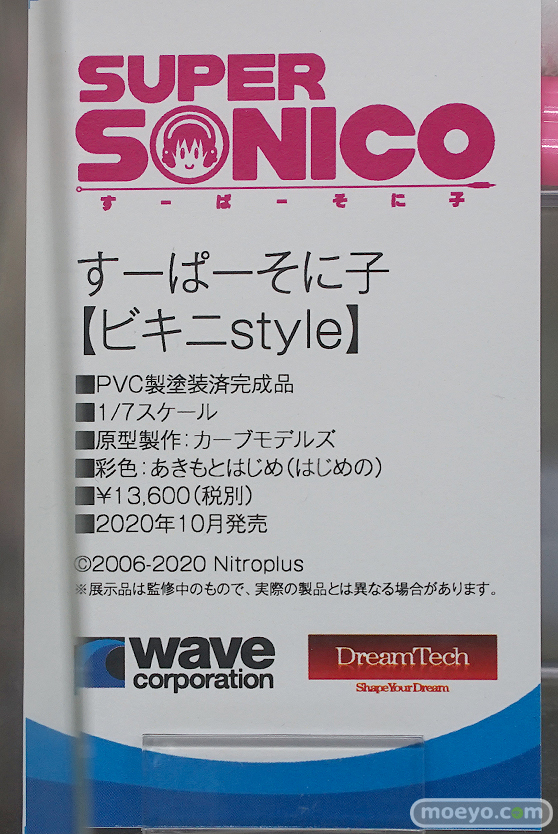 SUPER
SONICO
すーぱーそに子
すーぱーそに子
【ビキニstyle】
■PVC製塗装済完成品
■1/7スケール
■原型製作：カーブモデルズ
■彩色：あきもとはじめ（はじめの）
■¥13,600（税別）
■2020年10月発売
©2006-2020 Nitroplus
※展示品は監修中のもので、実際の製品とは異なる場合があります。
wave
corporation
DreamTech
Shape Your Dream
moeyo.com